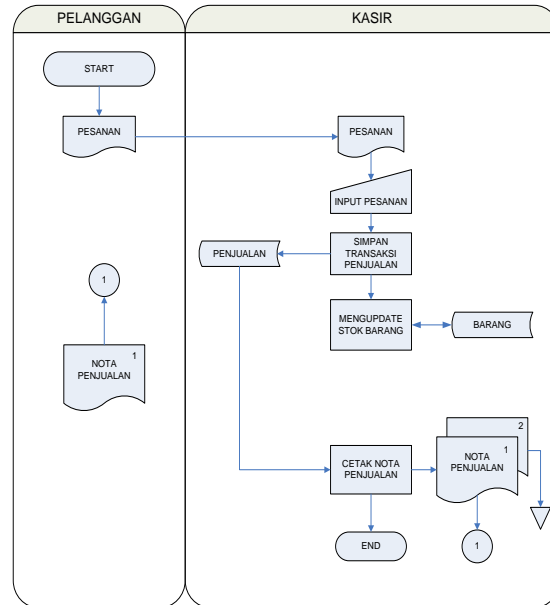 PELANGGAN
KASIR
START
PESANAN
PESANAN
INPUT PESANAN
SIMPAN
TRANSAKSI
PENJUALAN
PENJUALAN
1
MENGUPDATE
STOK BARANG
BARANG
1
NOTA
PENJUALAN
CETAK NOTA
PENJUALAN
2
1
NOTA
PENJUALAN
END
1